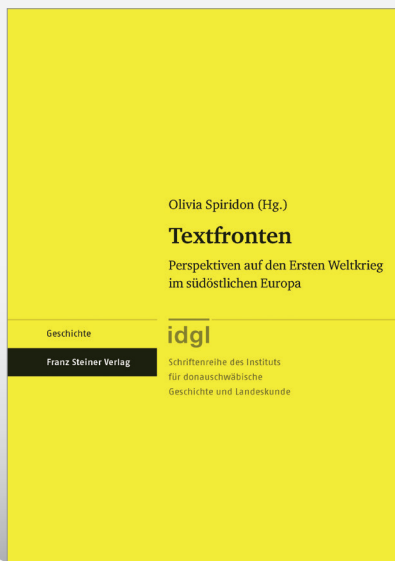 Olivia Spiridon (Hg.)
Textfronten
Perspektiven auf den Ersten Weltkrieg
im südöstlichen Europa
Geschichte
idgl
Franz Steiner Verlag
Schriftenreihe des Instituts
für donauschwäbische
Geschichte und Landeskunde